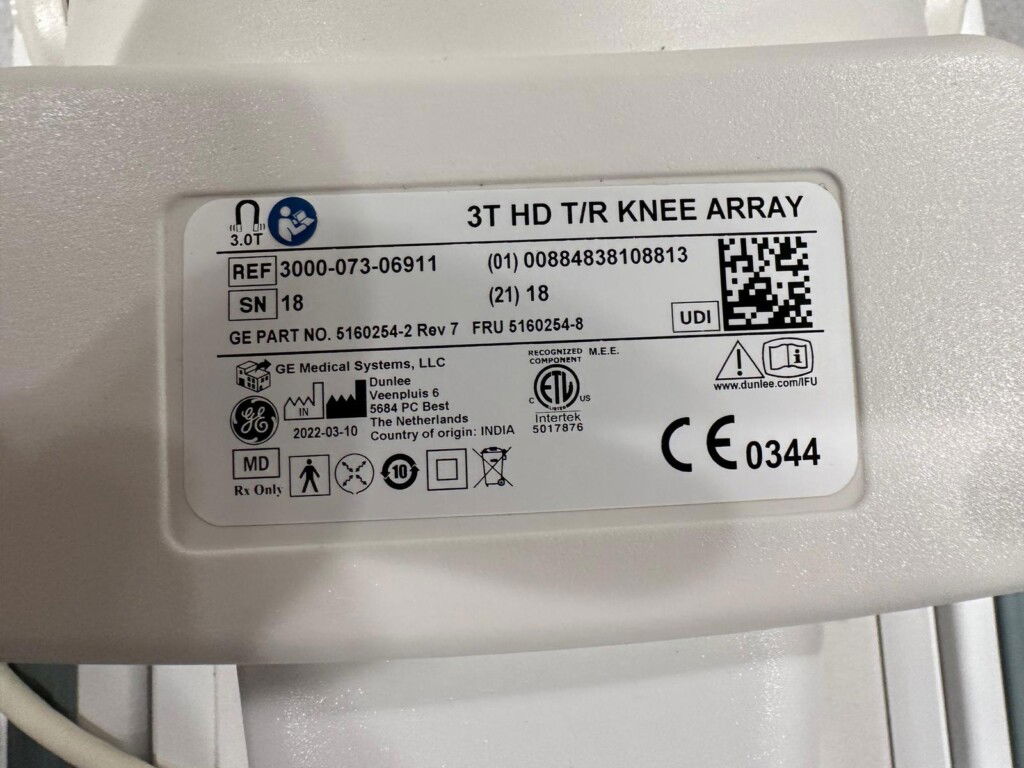 3T HD T/R KNEE ARRAY
3.0T
REF 3000-073-06911 (01) 00884838108813
SN 18 (21) 18
UDI
GE PART NO. 5160254-2 Rev 7 FRU 5160254-8
GE Medical Systems, LLC
GE
IN
2022-03-10
Dunlee
Veenpluis 6
5684 PC Best
The Netherlands
Country of origin: INDIA
RECOGNIZED M.E.E.
COMPONENT
C ETL US
LISTED
Intertek
5017876
www.dunlee.com/IFU
MD
Rx Only
10
CE 0344